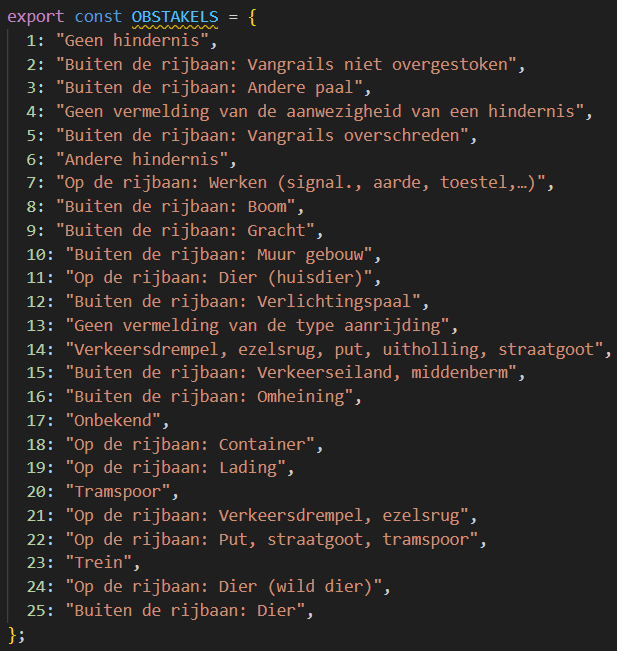 export const OBSTAKELS = {
1: "Geen hindernis",
2: "Buiten de rijbaan: Vangrails niet overgestoken",
3: "Buiten de rijbaan: Andere paal",
4: "Geen vermelding van de aanwezigheid van een hindernis",
5: "Buiten de rijbaan: Vangrails overschreden",
6: "Andere hindernis",
7: "Op de rijbaan: Werken (signal., aarde, toestel,…)",
8: "Buiten de rijbaan: Boom",
9: "Buiten de rijbaan: Gracht",
10: "Buiten de rijbaan: Muur gebouw",
11: "Op de rijbaan: Dier (huisdier)",
12: "Buiten de rijbaan: Verlichtingspaal",
13: "Geen vermelding van de type aanrijding",
14: "Verkeersdrempel, ezelsrug, put, uitholling, straatgoot",
15: "Buiten de rijbaan: Verkeerseiland, middenberm",
16: "Buiten de rijbaan: Omheining",
17: "Onbekend",
18: "Op de rijbaan: Container",
19: "Op de rijbaan: Lading",
20: "Tramspoor",
21: "Op de rijbaan: Verkeersdrempel, ezelsrug",
22: "Op de rijbaan: Put, straatgoot, tramspoor",
23: "Trein",
24: "Op de rijbaan: Dier (wild dier)",
25: "Buiten de rijbaan: Dier",
};